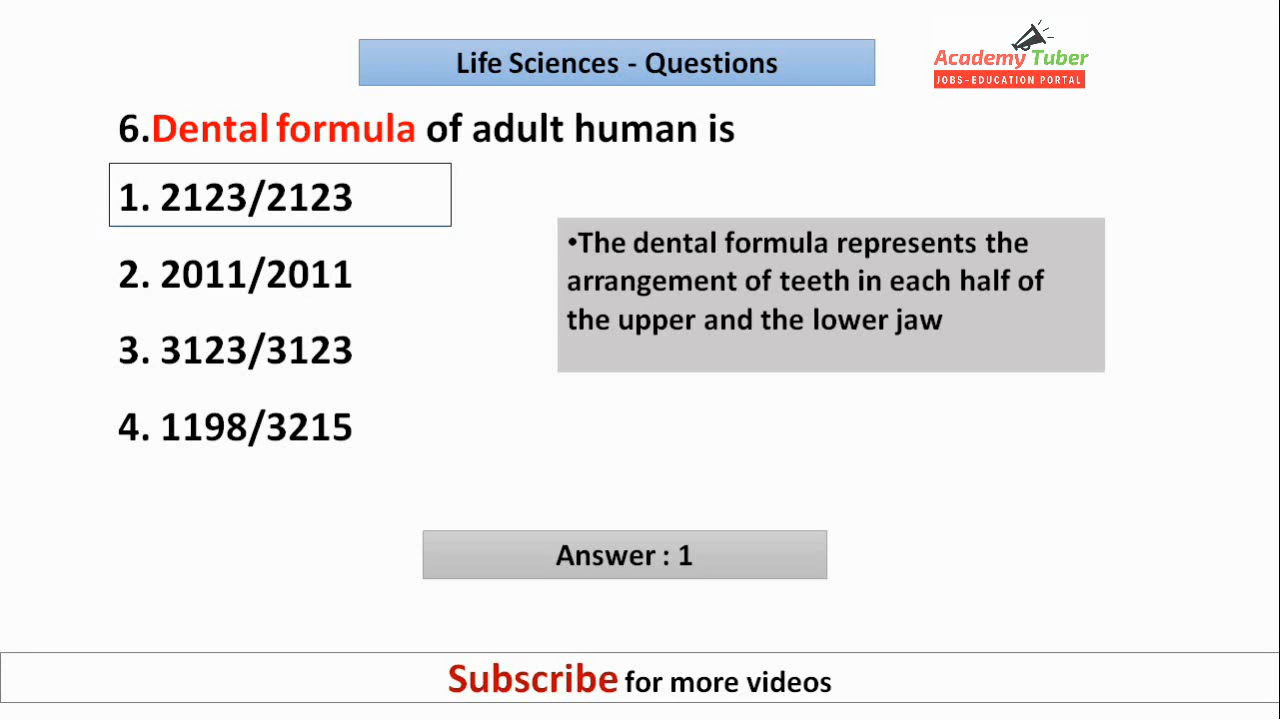 Life Sciences - Questions
Academy Tuber
JOBS-EDUCATION PORTAL
6.Dental formula of adult human is
1. 2123/2123
2. 2011/2011
3. 3123/3123
4. 1198/3215
•The dental formula represents the
arrangement of teeth in each half of
the upper and the lower jaw
Answer : 1
Subscribe for more videos